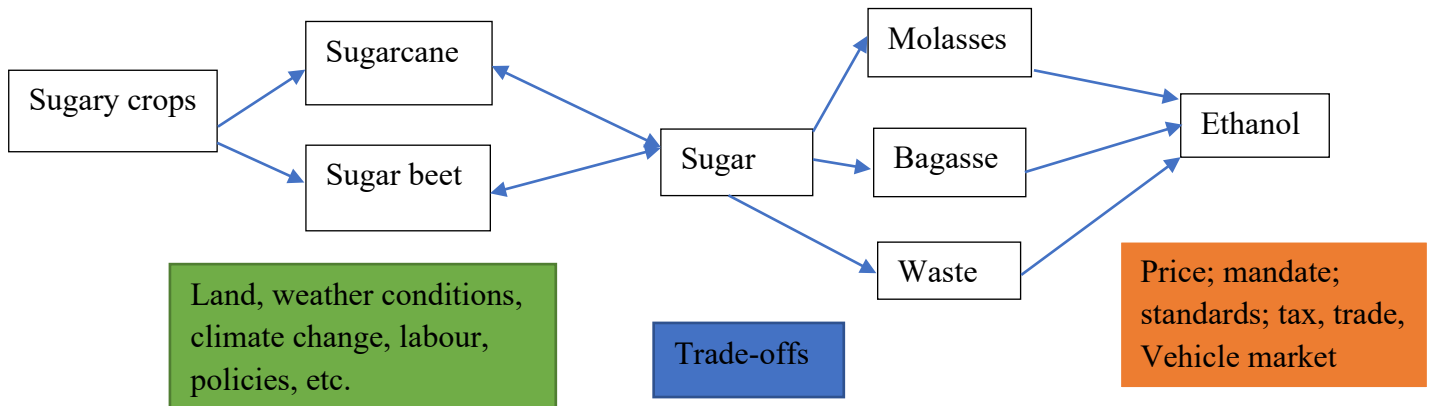 Sugary crops
Sugarcane
Sugar beet
Sugar
Molasses
Bagasse
Waste
Ethanol
Land, weather conditions,
climate change, labour,
policies, etc.
Trade-offs
Price; mandate;
standards; tax, trade,
Vehicle market